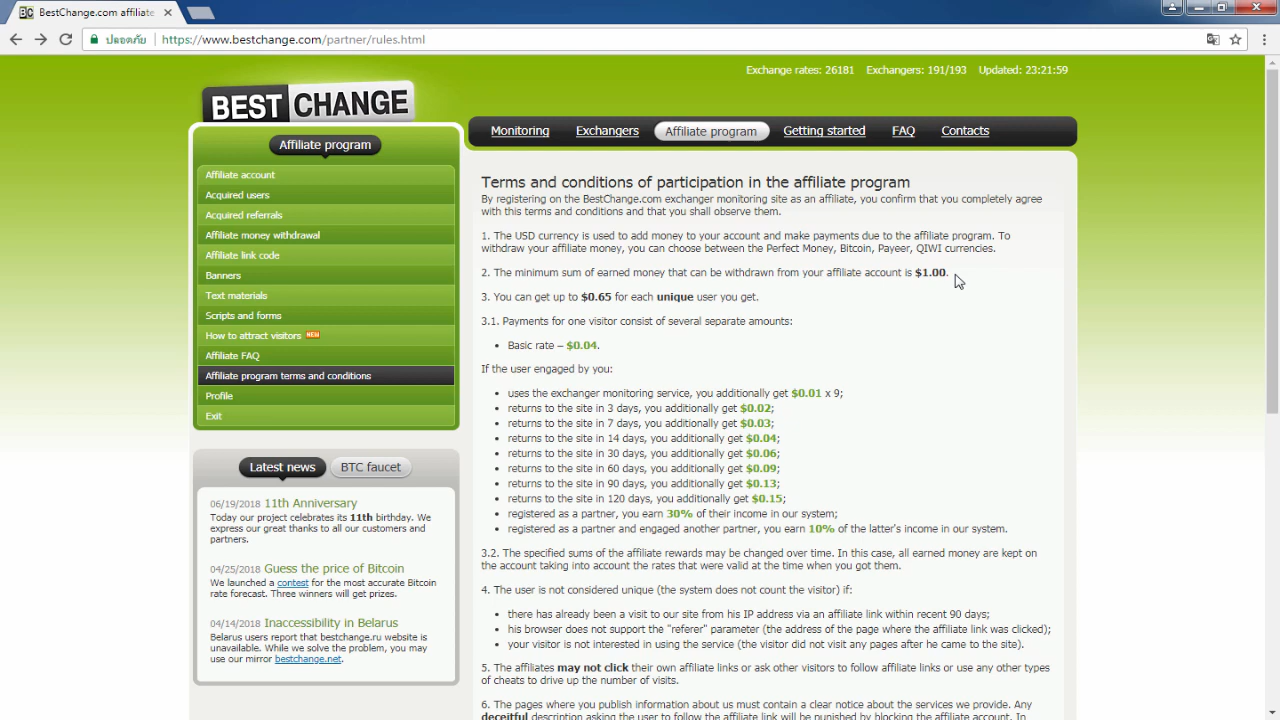 BestChange.com affiliate
ปลอดภัย
https://www.bestchange.com/partner/rules.html
Exchange rates: 26181 Exchangers: 191/193 Updated: 23:21:59
BESTCHANGE
Monitoring Exchangers Affiliate program Getting started FAQ Contacts
Affiliate program
Affiliate account
Acquired users
Acquired referrals
Affiliate money withdrawal
Affiliate link code
Banners
Text materials
Scripts and forms
How to attract visitors NEW
Affiliate FAQ
Affiliate program terms and conditions
Profile
Exit
Latest news BTC faucet
06/19/2018 11th Anniversary
Today our project celebrates its 11th birthday. We
express our great thanks to all our customers and
partners.
04/25/2018 Guess the price of Bitcoin
We launched a contest for the most accurate Bitcoin
rate forecast. Three winners will get prizes.
04/14/2018 Inaccessibility in Belarus
Belarus users report that bestchange.ru website is
unavailable. While we solve the problem, you may
use our mirror bestchange.net.
Terms and conditions of participation in the affiliate program
By registering on the BestChange.com exchanger monitoring site as an affiliate, you confirm that you completely agree
with this terms and conditions and that you shall observe them.
1. The USD currency is used to add money to your account and make payments due to the affiliate program. To
withdraw your affiliate money, you can choose between the Perfect Money, Bitcoin, Payeer, QIWI currencies.
2. The minimum sum of earned money that can be withdrawn from your affiliate account is $1.00.
3. You can get up to $0.65 for each unique user you get.
3.1. Payments for one visitor consist of several separate amounts:
• Basic rate – $0.04.
If the user engaged by you:
• uses the exchanger monitoring service, you additionally get $0.01 x 9;
• returns to the site in 3 days, you additionally get $0.02;
• returns to the site in 7 days, you additionally get $0.03;
• returns to the site in 14 days, you additionally get $0.04;
• returns to the site in 30 days, you additionally get $0.06;
• returns to the site in 60 days, you additionally get $0.09;
• returns to the site in 90 days, you additionally get $0.13;
• returns to the site in 120 days, you additionally get $0.15;
• registered as a partner, you earn 30% of their income in our system;
• registered as a partner and engaged another partner, you earn 10% of the latter's income in our system.
3.2. The specified sums of the affiliate rewards may be changed over time. In this case, all earned money are kept on
the account taking into account the rates that were valid at the time when you got them.
4. The user is not considered unique (the system does not count the visitor) if:
• there has already been a visit to our site from his IP address via an affiliate link within recent 90 days;
• his browser does not support the "referer" parameter (the address of the page where the affiliate link was clicked);
• your visitor is not interested in using the service (the visitor did not visit any pages after he came to the site).
5. The affiliates may not click their own affiliate links or ask other visitors to follow affiliate links or use any other types
of cheats to drive up the number of visits.
6. The pages where you publish information about us must contain a clear notice about the services we provide. Any
deceitful description asking the user to follow the affiliate link will be punished by blocking the affiliate account. In